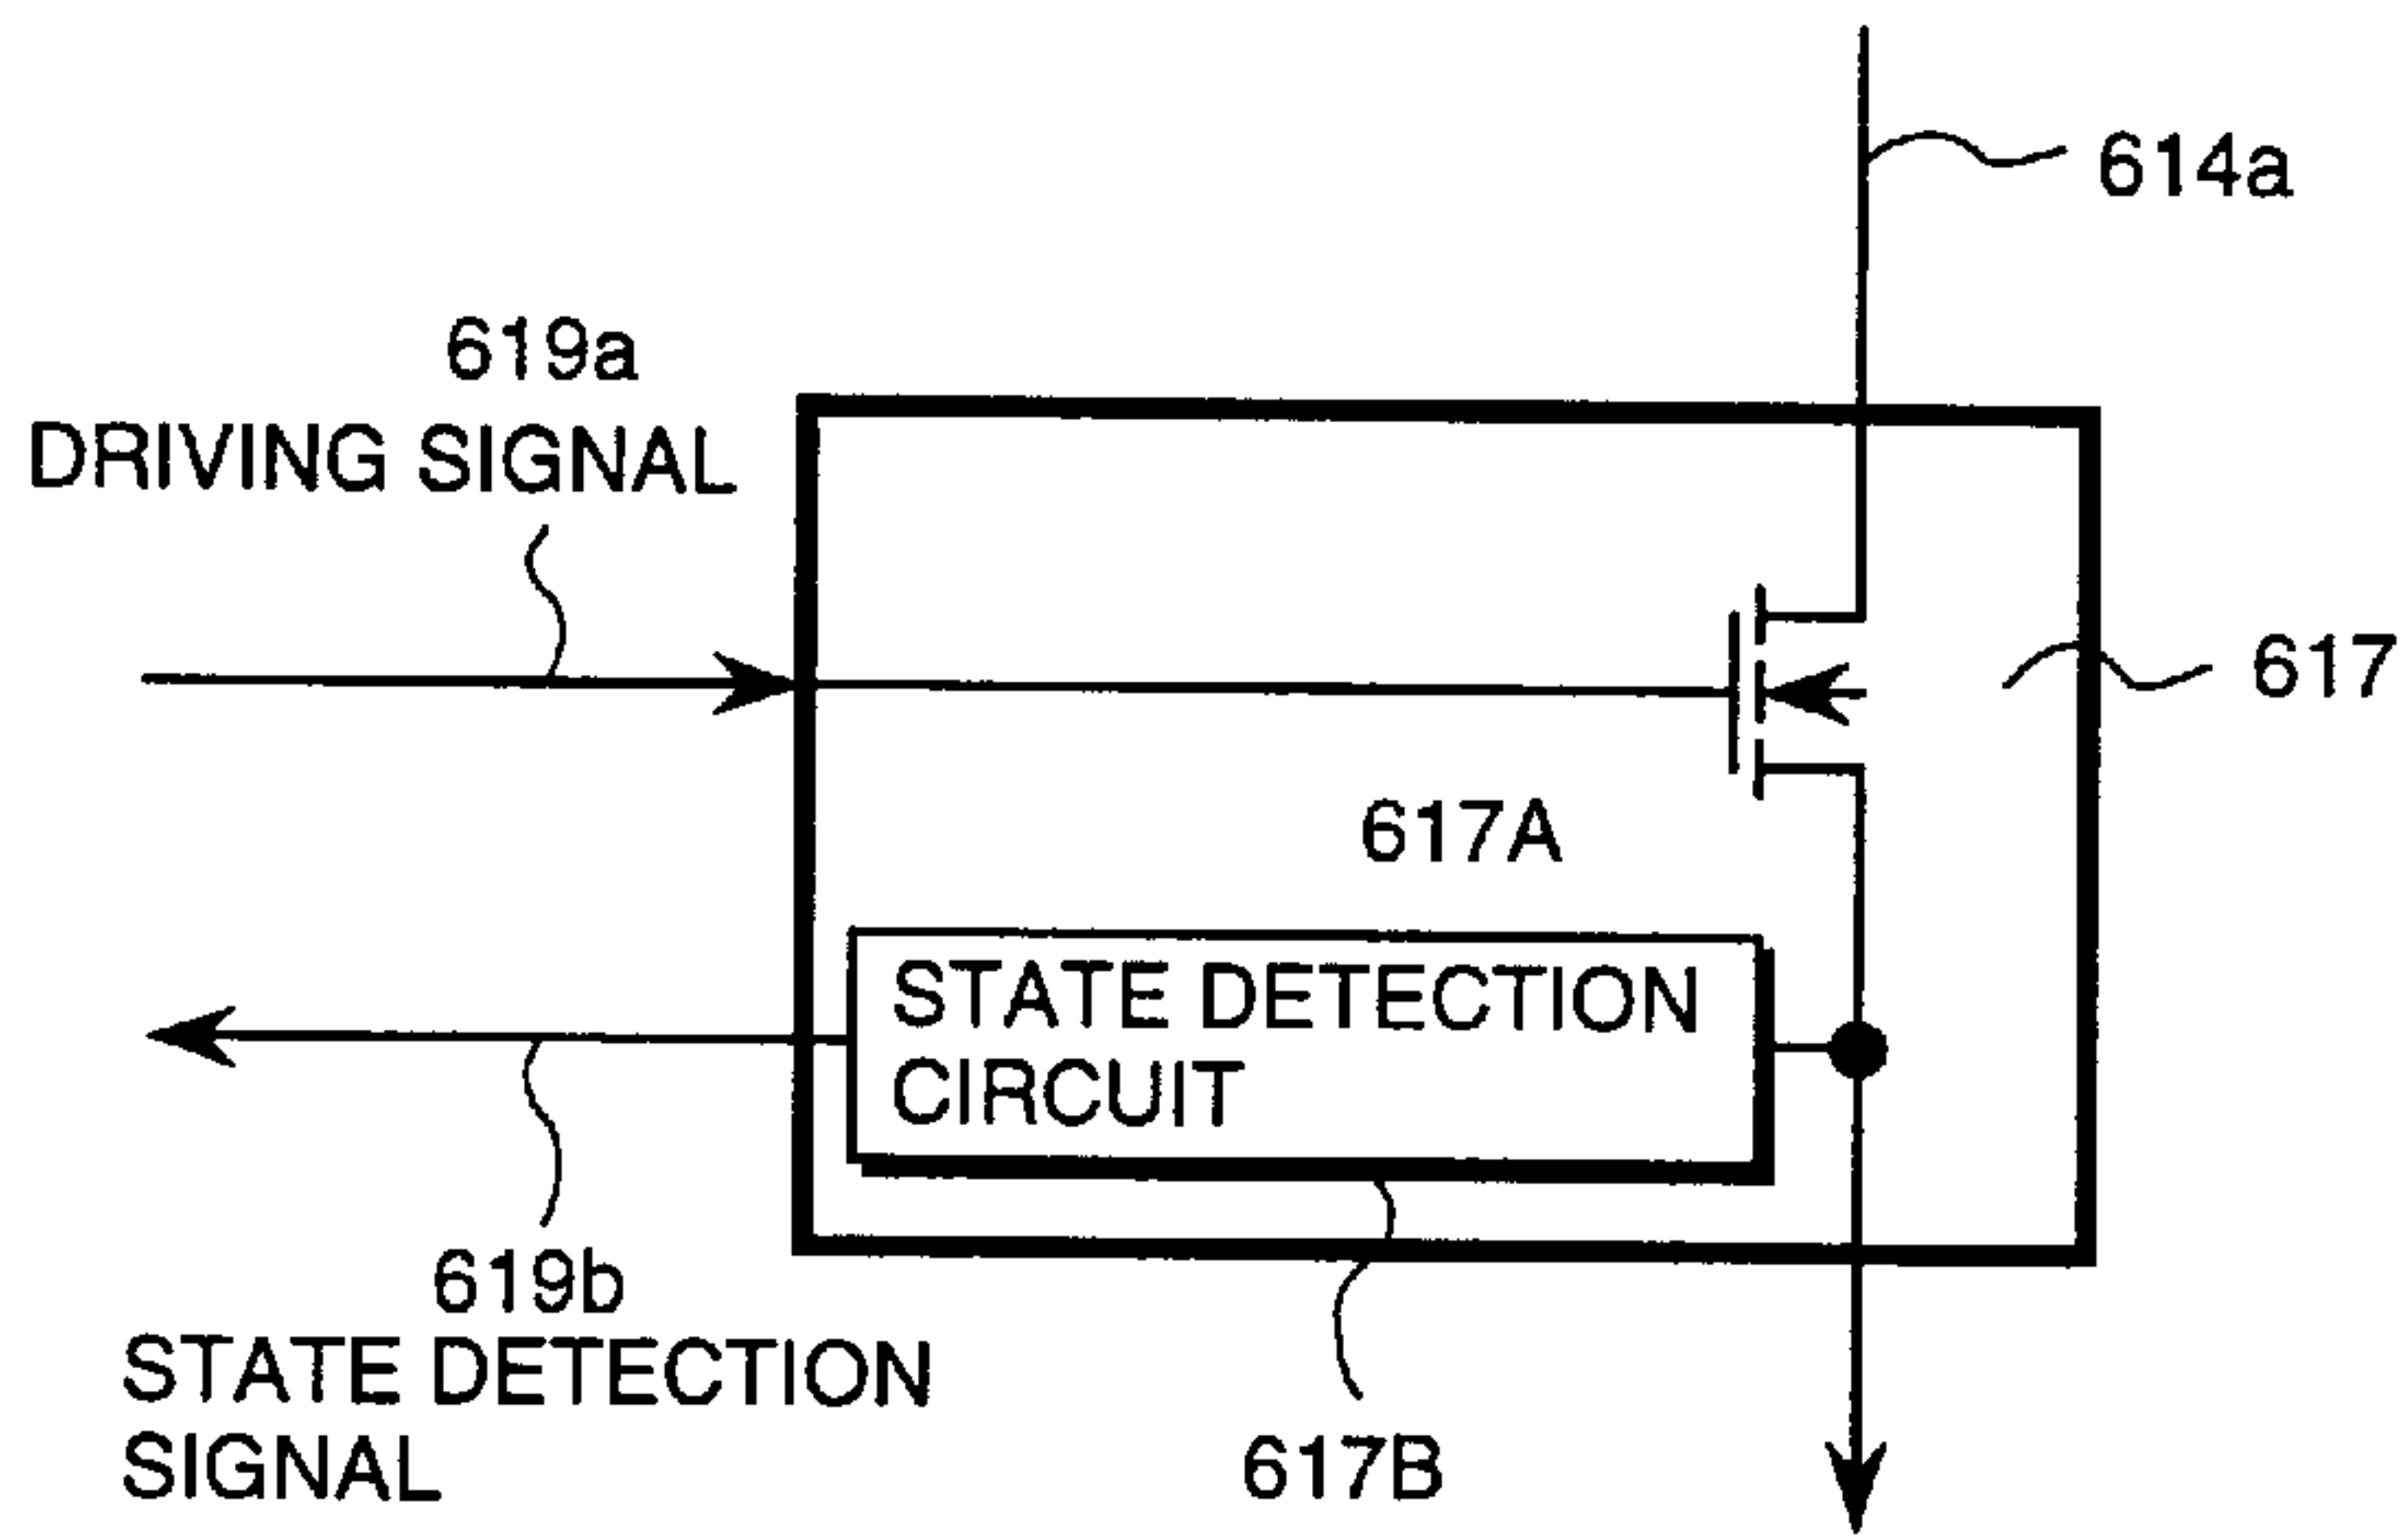 614a
619a
DRIVING SIGNAL
617
617A
STATE DETECTION
CIRCUIT
619b
STATE DETECTION
SIGNAL
617B